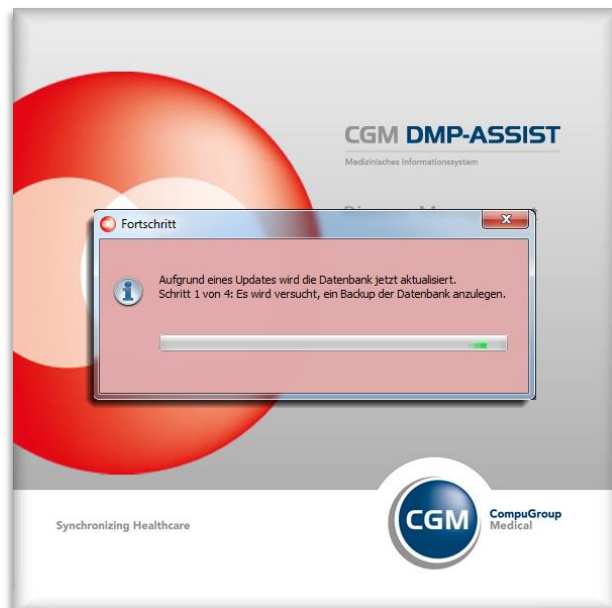 CGM DMP-ASSIST
Medizinisches Informationssystem
Fortschritt
Aufgrund eines Updates wird die Datenbank jetzt aktualisiert.
Schritt 1 von 4: Es wird versucht, ein Backup der Datenbank anzulegen.
Synchronizing Healthcare
CGM
CompuGroup
Medical